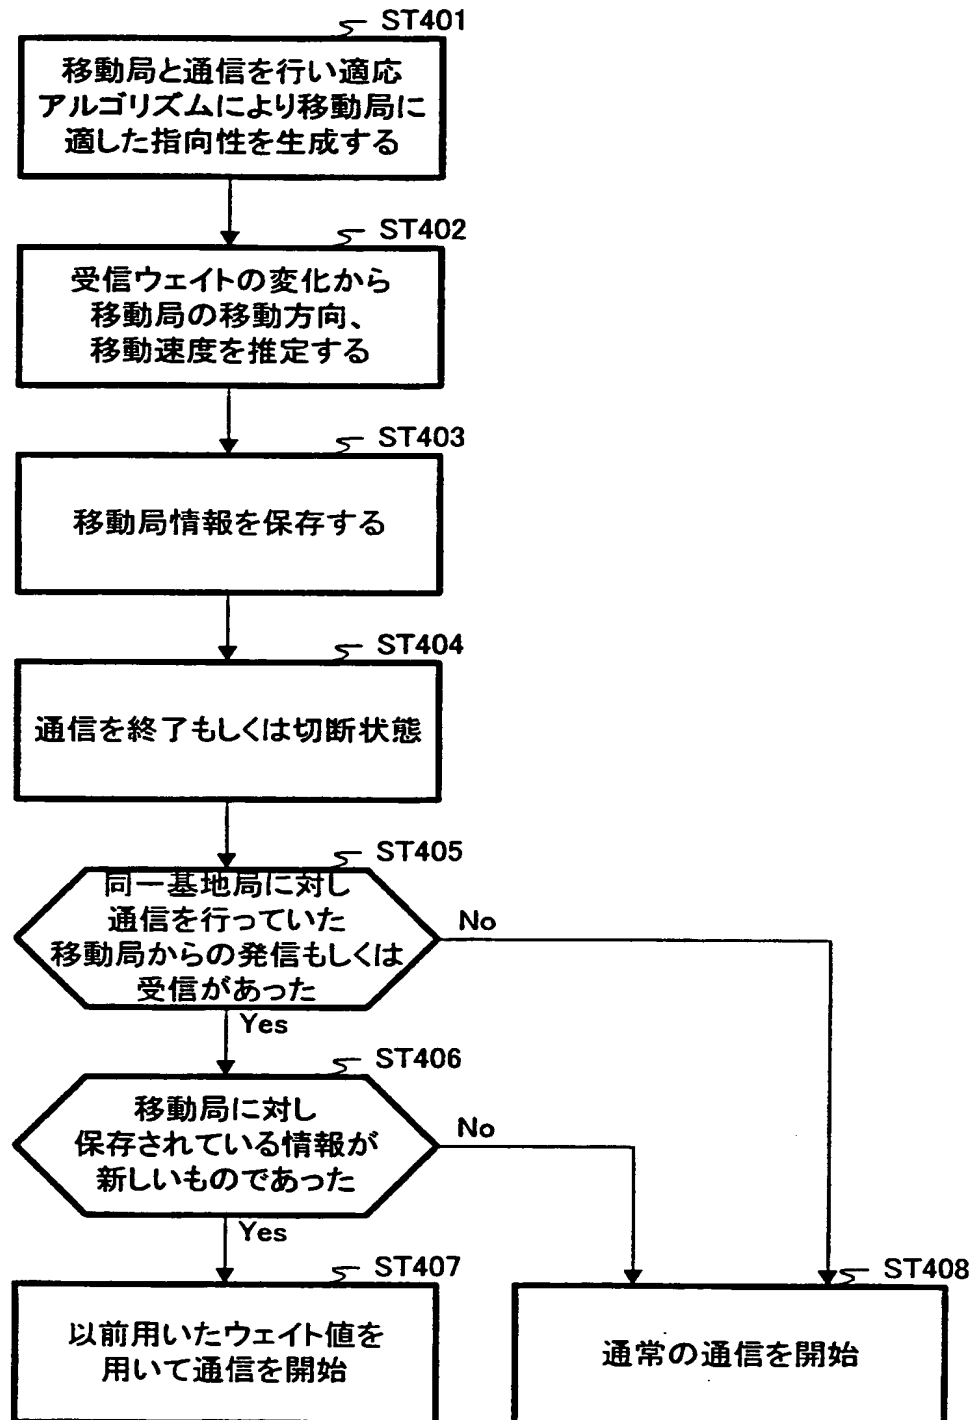 ST401
移動局と通信を行い適応
アルゴリズムにより移動局に
適した指向性を生成する
ST402
受信ウェイトの変化から
移動局の移動方向、
移動速度を推定する
ST403
移動局情報を保存する
ST404
通信を終了もしくは切断状態
ST405
同一基地局に対し
通信を行っていた
移動局からの発信もしくは
受信があった
No
Yes
ST406
移動局に対し
保存されている情報が
新しいものであった
No
Yes
ST407
以前用いたウェイト値を
用いて通信を開始
ST408
通常の通信を開始